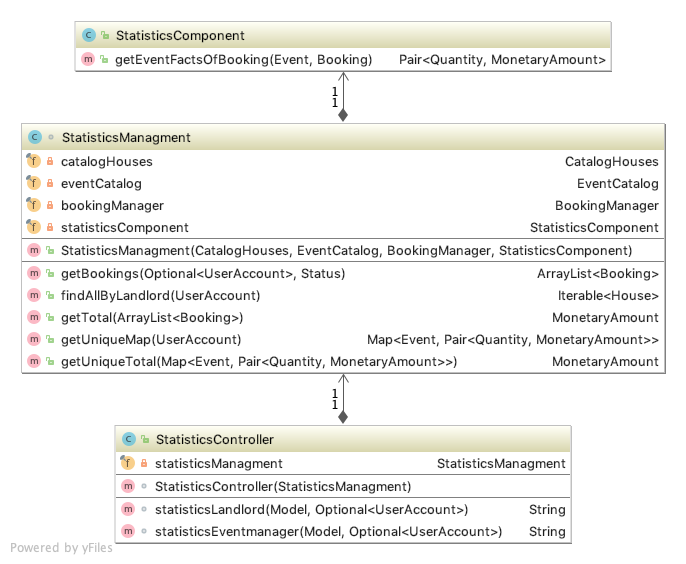 C StatisticsComponent
m getEventFactsOfBooking(Event, Booking) Pair<Quantity, MonetaryAmount>
1
1
C StatisticsManagment
f catalogHouses CatalogHouses
f eventCatalog EventCatalog
f bookingManager BookingManager
f statisticsComponent StatisticsComponent
m StatisticsManagment(CatalogHouses, EventCatalog, BookingManager, StatisticsComponent)
m getBookings(Optional<UserAccount>, Status) ArrayList<Booking>
m findAllByLandlord(UserAccount) Iterable<House>
m getTotal(ArrayList<Booking>) MonetaryAmount
m getUniqueMap(UserAccount) Map<Event, Pair<Quantity, MonetaryAmount>>
m getUniqueTotal(Map<Event, Pair<Quantity, MonetaryAmount>>) MonetaryAmount
1
1
C StatisticsController
f statisticsManagment StatisticsManagment
m StatisticsController(StatisticsManagment)
m statisticsLandlord(Model, Optional<UserAccount>) String
m statisticsEventmanager(Model, Optional<UserAccount>) String
Powered by yFiles